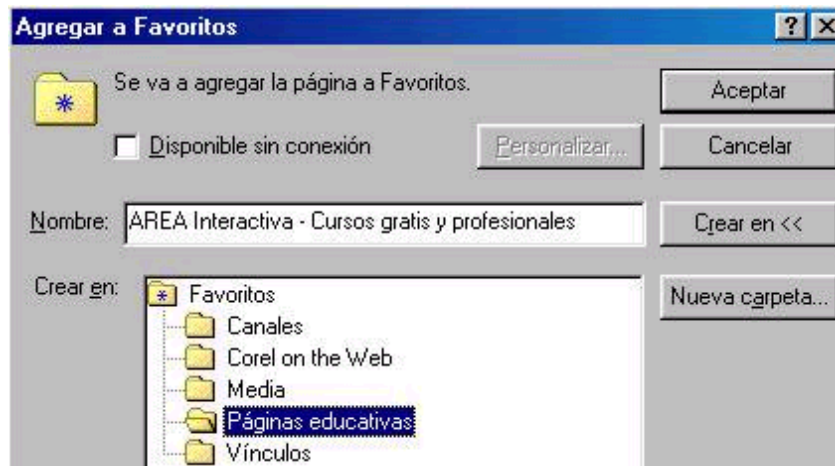 Agregar a Favoritos
Se va a agregar la página a Favoritos.
Aceptar
Disponible sin conexión
Personalizar...
Cancelar
Nombre: AREA Interactiva - Cursos gratis y profesionales
Crear en <<
Crear en:
Favoritos
Nueva carpeta...
Canales
Corel on the Web
Media
Páginas educativas
Vínculos